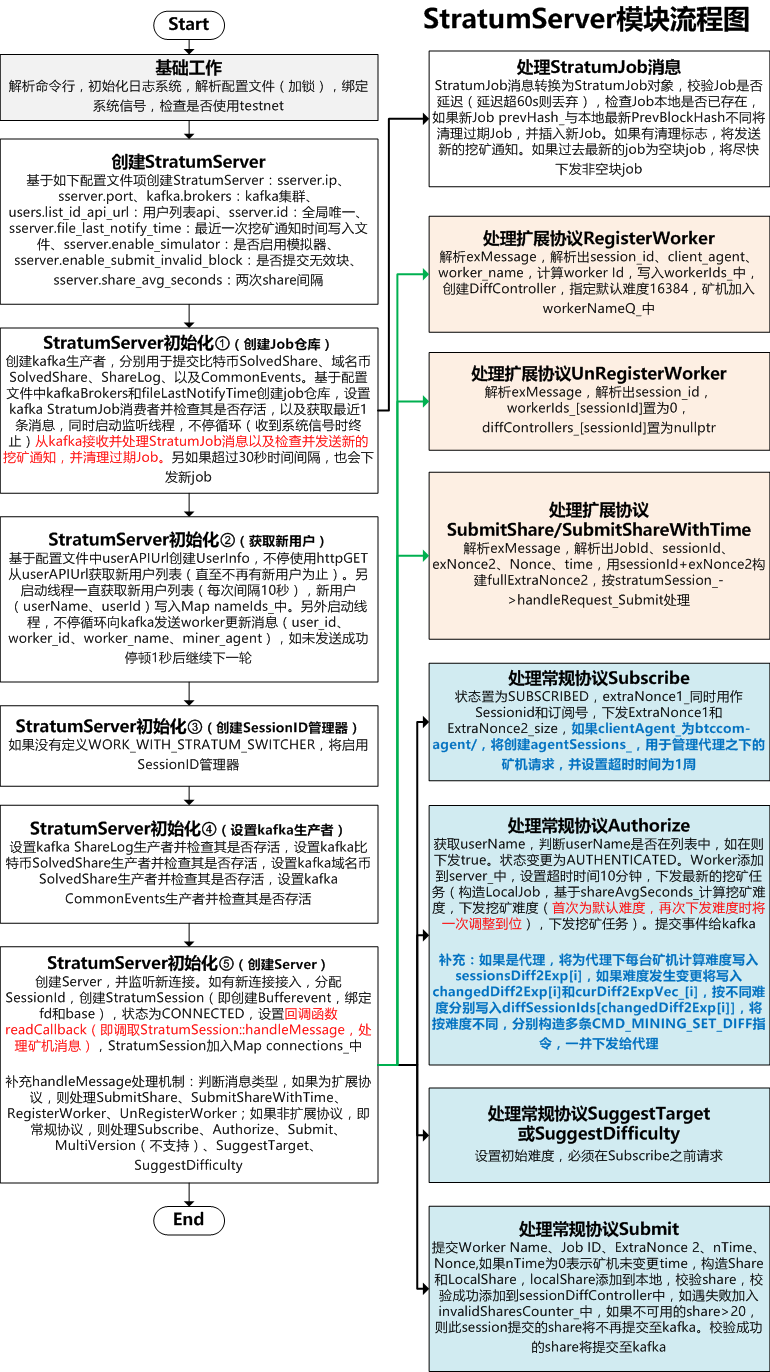 StratumServer模块流程图
Start
基础工作
解析命令行，初始化日志系统，解析配置文件（加锁），绑定
系统信号，检查是否使用testnet
创建StratumServer
基于如下配置文件项创建StratumServer：sserver.ip、
sserver.port、kafka.brokers：kafka集群、
users.list_id_api_url：用户列表api、sserver.id：全局唯一、
sserver.file_last_notify_time：最近一次挖矿通知时间写入文
件、sserver.enable_simulator：是否启用模拟器、
sserver.enable_submit_invalid_block：是否提交无效块、
sserver.share_avg_seconds：两次share间隔
StratumServer初始化①（创建Job仓库）
创建kafka生产者，分别用于提交比特币SolvedShare、域名币
SolvedShare、ShareLog、以及CommonEvents。基于配置
文件中kafkaBrokers和fileLastNotifyTime创建job仓库，设置
kafka StratumJob消费者并检查其是否存活，以及获取最近1
条消息，同时启动监听线程，不停循环（收到系统信号时终
止）从kafka接收并处理StratumJob消息以及检查并发送新的
挖矿通知，并清理过期Job。另如果超过30秒时间间隔，也会下
发新job
StratumServer初始化②（获取新用户）
基于配置文件中userAPIUrl创建UserInfo，不停使用httpGET
从userAPIUrl获取新用户列表（直至不再有新用户为止）。另
启动线程一直获取新用户列表（每次间隔10秒），新用户
（userName、userId）写入Map nameIds_中。另外启动线
程，不停循环向kafka发送worker更新消息（user_id、
worker_id、worker_name、miner_agent），如未发送成功
停顿1秒后继续下一轮
StratumServer初始化③（创建SessionID管理器）
如果没有定义WORK_WITH_STRATUM_SWITCHER，将启用
SessionID管理器
StratumServer初始化④（设置kafka生产者）
设置kafka ShareLog生产者并检查其是否存活，设置kafka比
特币SolvedShare生产者并检查其是否存活，设置kafka域名币
SolvedShare生产者并检查其是否存活，设置kafka
CommonEvents生产者并检查其是否存活
StratumServer初始化⑤（创建Server）
创建Server，并监听新连接。如有新连接接入，分配
SessionId，创建StratumSession（即创建Bufferevent，绑定
fd和base），状态为CONNECTED，设置回调函数
readCallback（即调取StratumSession::handleMessage，处
理矿机消息），StratumSession加入Map connections_中
补充handleMessage处理机制：判断消息类型，如果为扩展协
议，则处理SubmitShare、SubmitShareWithTime、
RegisterWorker、UnRegisterWorker；如果非扩展协议，即
常规协议，则处理Subscribe、Authorize、Submit、
MultiVersion（不支持）、SuggestTarget、
SuggestDifficulty
End
处理StratumJob消息
StratumJob消息转换为StratumJob对象，校验Job是否
延迟（延迟超60s则丢弃），检查Job本地是否已存在，
如果新Job prevHash_与本地最新PrevBlockHash不同将
清理过期Job，并插入新Job。如果有清理标志，将发送
新的挖矿通知。如果过去最新的job为空块job，将尽快
下发非空块job
处理扩展协议RegisterWorker
解析exMessage，解析出session_id、client_agent、
worker_name，计算worker Id，写入workerIds_中，
创建DiffController，指定默认难度16384，矿机加入
workerNameQ_中
处理扩展协议UnRegisterWorker
解析exMessage，解析出session_id，
workerIds_[sessionId]置为0，
diffControllers_[sessionId]置为nullptr
处理扩展协议
SubmitShare/SubmitShareWithTime
解析exMessage，解析出JobId、sessionId、
exNonce2、Nonce、time，用sessionId+exNonce2构
建fullExtraNonce2，按stratumSession_-
>handleRequest_Submit处理
处理常规协议Subscribe
状态置为SUBSCRIBED，extraNonce1_同时用作
Sessionid和订阅号，下发ExtraNonce1和
ExtraNonce2_size，如果clientAgent_为btccom-
agent/，将创建agentSessions_，用于管理代理之下的
矿机请求，并设置超时时间为1周
处理常规协议Authorize
获取userName，判断userName是否在列表中，如在则
下发true。状态变更为AUTHENTICATED。Worker添加
到server_中，设置超时时间10分钟，下发最新的挖矿任
务（构造LocalJob，基于shareAvgSeconds_计算挖矿难
度，下发挖矿难度（首次为默认难度，再次下发难度时将
一次调整到位），下发挖矿任务）。提交事件给kafka
补充：如果是代理，将为代理下每台矿机计算难度写入
sessionsDiff2Exp[i]，如果难度发生变更将写入
changedDiff2Exp[i]和curDiff2ExpVec_[i]，按不同难
度分别写入diffSessionIds[changedDiff2Exp[i]]，将
按难度不同，分别构造多条CMD_MINING_SET_DIFF指
令，一并下发给代理
处理常规协议SuggestTarget
或SuggestDifficulty
设置初始难度，必须在Subscribe之前请求
处理常规协议Submit
提交Worker Name、Job ID、ExtraNonce 2、nTime、
Nonce,如果nTime为0表示矿机未变更time，构造Share
和LocalShare，localShare添加到本地，校验share，校
验成功添加到sessionDiffController中，如遇失败加入
invalidSharesCounter_中，如果不可用的share>20，
则此session提交的share将不再提交至kafka。校验成功
的share将提交至kafka